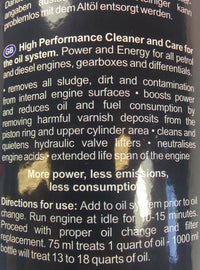 Darin
angaben
problemlos mit dem Altöl entsorgt werden.
GB High Performance Cleaner and Care for
the oil system. Power and Energy for all petrol
and diesel engines, gearboxes and differentials.
• removes all sludge, dirt and contamination
from internal engine surfaces • boosts power
and reduces oil and fuel consumption by
removing harmful varnish deposits from the
piston ring and upper cylinder area • cleans and
quietens hydraulic valve lifters • neutralises
engine acids • extended life span of the engine
More power, less emissions,
less consumption
Directions for use: Add to oil system prior to oil
change. Run engine at idle for 10-15 minutes.
Proceed with proper oil change and filter
replacement. 75 ml treats 1 quart of oil - 1000 ml
bottle will treat 13 to 18 quarts of oil.